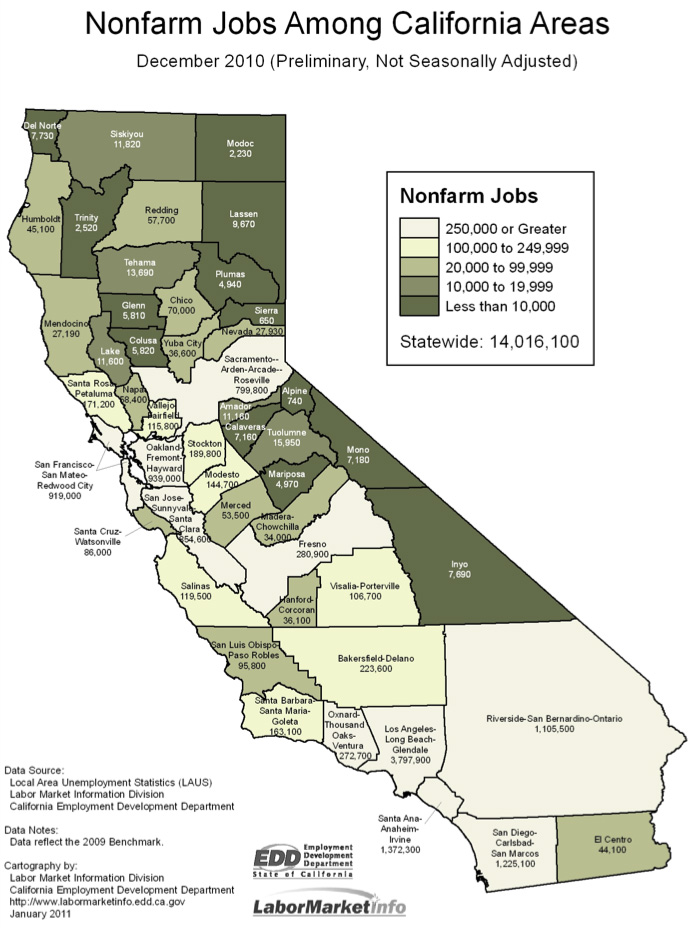 Nonfarm Jobs Among California Areas
December 2010 (Preliminary, Not Seasonally Adjusted)
Del Norte
7,730
Siskiyou
11,820
Modoc
2,230
Humboldt
45,100
Trinity
2,520
Redding
57,700
Lassen
9,670
Tehama
13,690
Plumas
4,940
Glenn
5,810
Chico
70,000
Sierra
650
Nevada 27,930
Mendocino
27,190
Lake
11,600
Colusa
5,820
Yuba City
36,600
Sacramento--
Arden-Arcade--
Roseville
799,800
Santa Rosa
Petaluma
171,200
Napa
58,400
Vallejo-
Fairfield
115,800
Amador
11,160
Alpine
740
Calaveras
7,160
Tuolumne
15,950
Mono
7,180
San Francisco-
San Mateo-
Redwood City
919,000
Oakland-
Fremont-
Hayward
939,000
Stockton
189,800
Modesto
144,700
Mariposa
4,970
San Jose-
Sunnyvale-
Santa
Clara
854,600
Santa Cruz-
Watsonville
86,000
Merced
53,500
Madera-
Chowchilla
34,000
Fresno
280,900
Inyo
7,690
Salinas
119,500
Hanford-
Corcoran
36,100
Visalia-Porterville
106,700
San Luis Obispo-
Paso Robles
95,800
Bakersfield-Delano
223,600
Santa Barbara-
Santa Maria-
Goleta
163,100
Oxnard-
Thousand
Oaks-
Ventura
272,700
Los Angeles-
Long Beach-
Glendale
3,797,900
Riverside-San Bernardino-Ontario
1,105,500
Santa Ana-
Anaheim-
Irvine
1,372,300
San Diego-
Carlsbad-
San Marcos
1,225,100
El Centro
44,100
Nonfarm Jobs
250,000 or Greater
100,000 to 249,999
20,000 to 99,999
10,000 to 19,999
Less than 10,000
Statewide: 14,016,100
Data Source:
Local Area Unemployment Statistics (LAUS)
Labor Market Information Division
California Employment Development Department
Data Notes:
Data reflect the 2009 Benchmark.
Cartography by:
Labor Market Information Division
California Employment Development Department
http://www.labormarketinfo.edd.ca.gov
January 2011
EDD
Employment
Development
Department
State of California
LaborMarketInfo